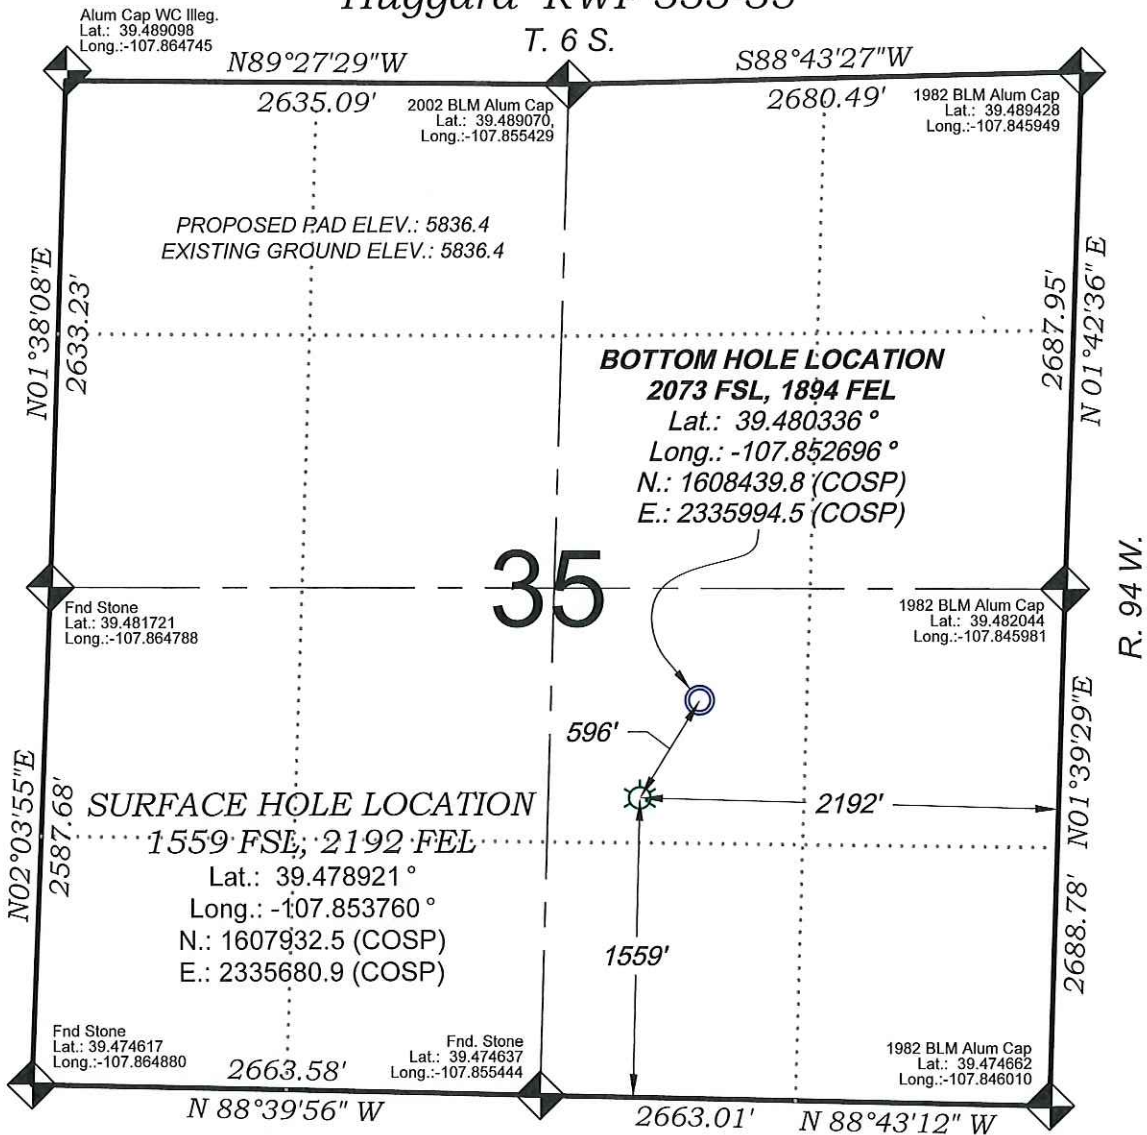 Alum Cap WC Illeg.
Lat.: 39.489098
Long.:-107.864745
T. 6 S.
N89°27'29"W
2635.09'
2002 BLM Alum Cap
Lat.: 39.489070,
Long.:-107.855429
S88°43'27"W
2680.49'
1982 BLM Alum Cap
Lat.: 39.489428
Long.:-107.845949
PROPOSED PAD ELEV.: 5836.4
EXISTING GROUND ELEV.: 5836.4
N01°38'08"E
2633.23'
2687.95'
N 01°42'36" E
BOTTOM HOLE LOCATION
2073 FSL, 1894 FEL
Lat.: 39.480336°
Long.: -107.852696°
N.: 1608439.8 (COSP)
E.: 2335994.5 (COSP)
35
R. 94 W.
Fnd Stone
Lat.: 39.481721
Long.:-107.864788
1982 BLM Alum Cap
Lat.: 39.482044
Long.:-107.845981
596'
2192'
N02°03'55"E
2587.68'
SURFACE HOLE LOCATION
1559 FSL, 2192 FEL
Lat.: 39.478921°
Long.: -107.853760°
N.: 1607932.5 (COSP)
E.: 2335680.9 (COSP)
1559'
N01°39'29"E
2688.78'
Fnd Stone
Lat.: 39.474617
Long.:-107.864880
2663.58'
N 88°39'56" W
Fnd. Stone
Lat.: 39.474637
Long.:-107.855444
1982 BLM Alum Cap
Lat.: 39.474662
Long.:-107.846010
2663.01'
N 88°43'12" W